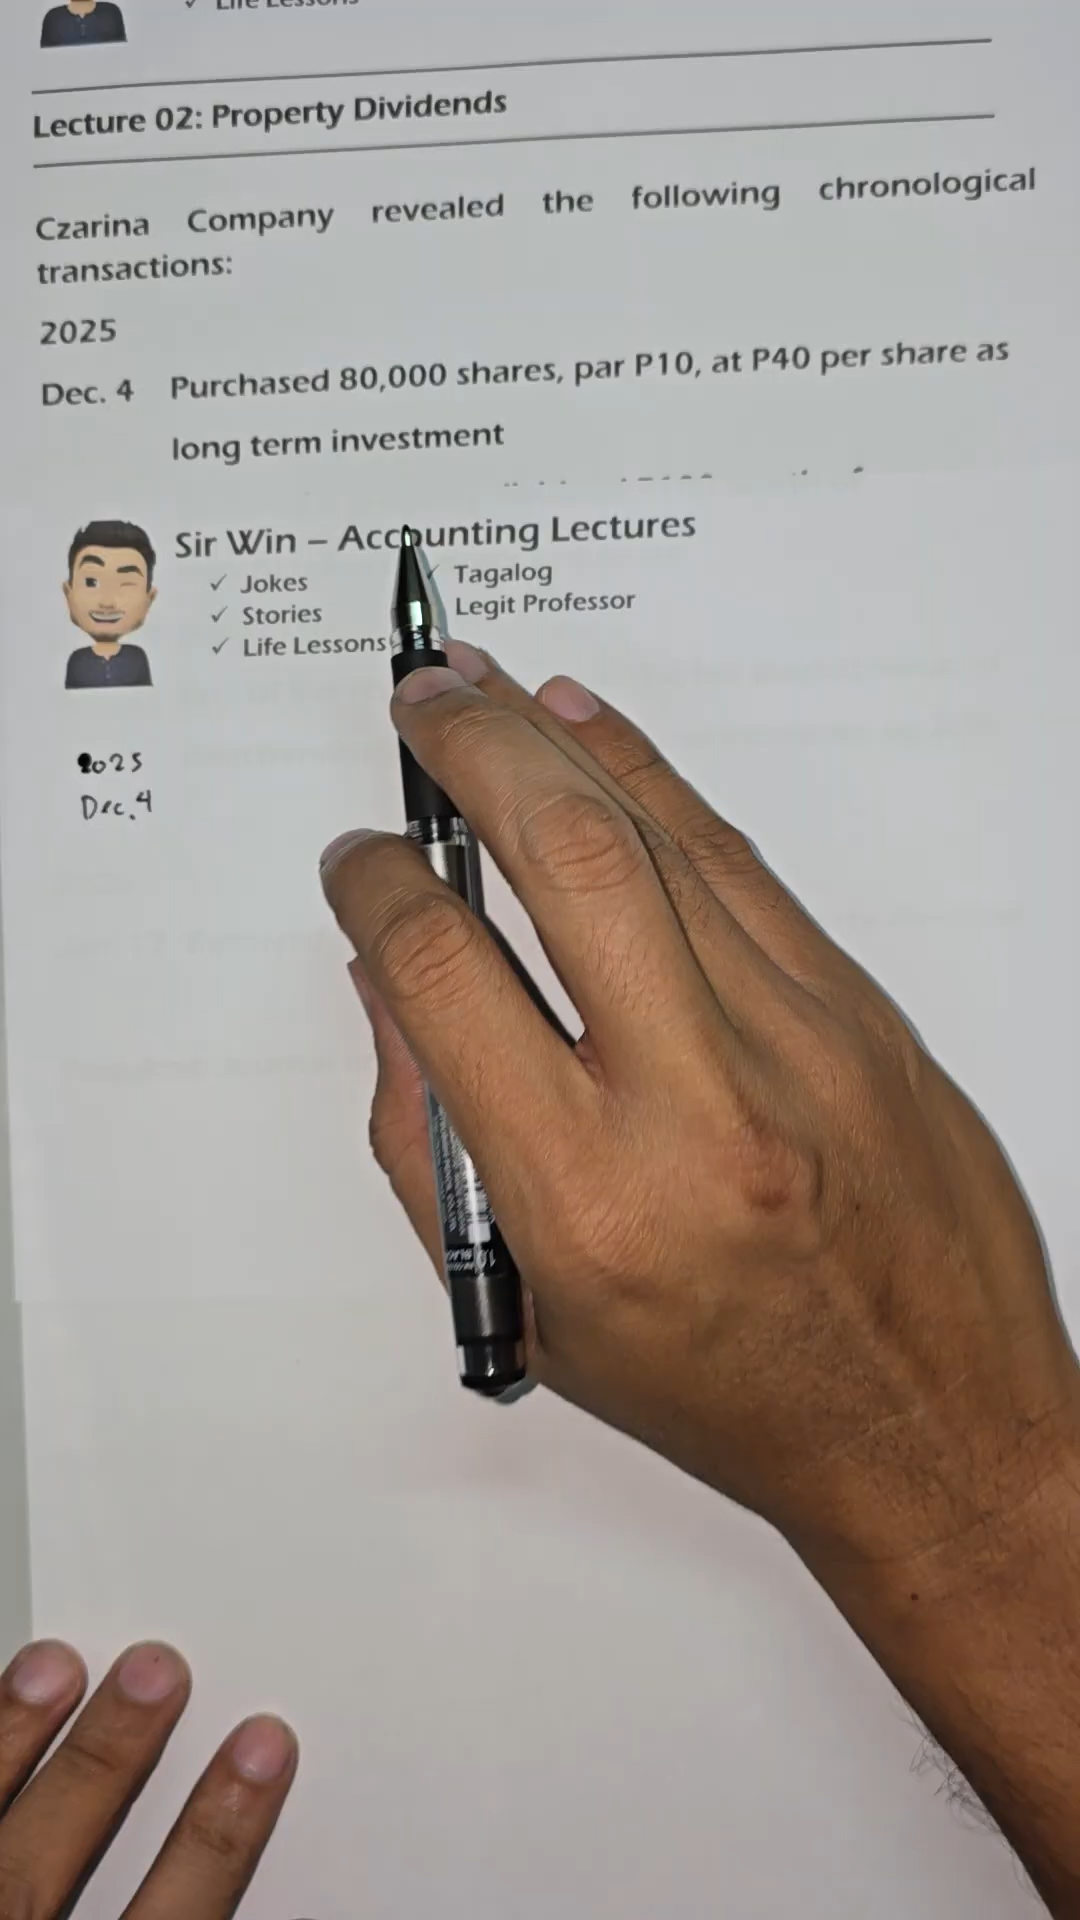 ✓ Life Lessons
Lecture 02: Property Dividends
Czarina Company revealed the following chronological
transactions:
2025
Dec. 4 Purchased 80,000 shares, par P10, at P40 per share as
long term investment
Sir Win – Accounting Lectures
✓ Jokes ✓ Tagalog
✓ Stories Legit Professor
✓ Life Lessons
2025
Dec. 4